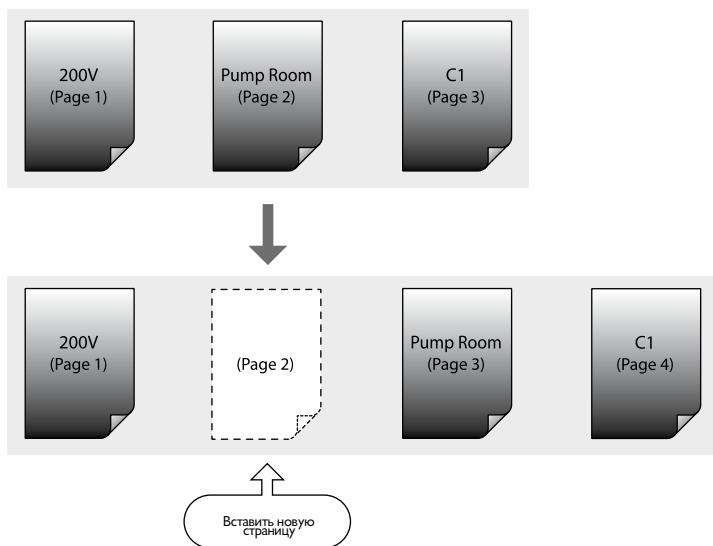 200V
(Page 1)
Pump Room
(Page 2)
C1
(Page 3)
200V
(Page 1)
(Page 2)
Pump Room
(Page 3)
C1
(Page 4)
Вставить новую
страницу